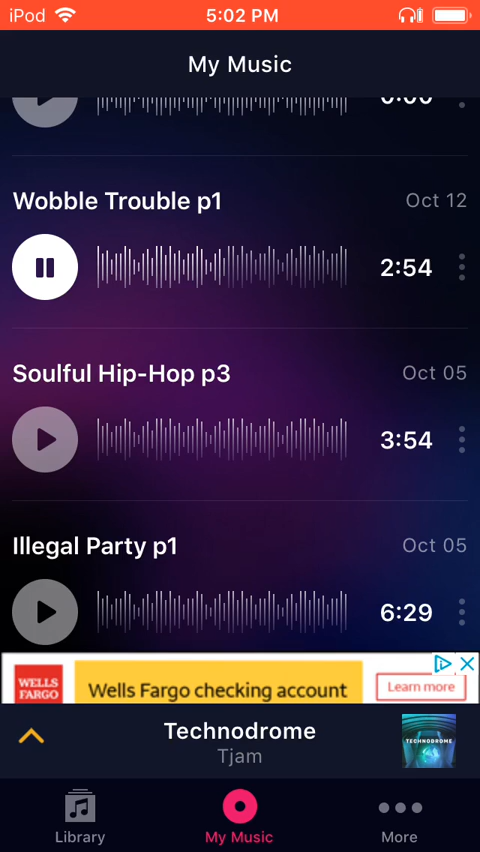 iPod 5:02 PM
My Music
0:00
Wobble Trouble p1 Oct 12
2:54
Soulful Hip-Hop p3 Oct 05
3:54
Illegal Party p1 Oct 05
6:29
WELLS
FARGO
Wells Fargo checking account
Learn more
Technodrome
Tjam
TECHNODROME
Library My Music More